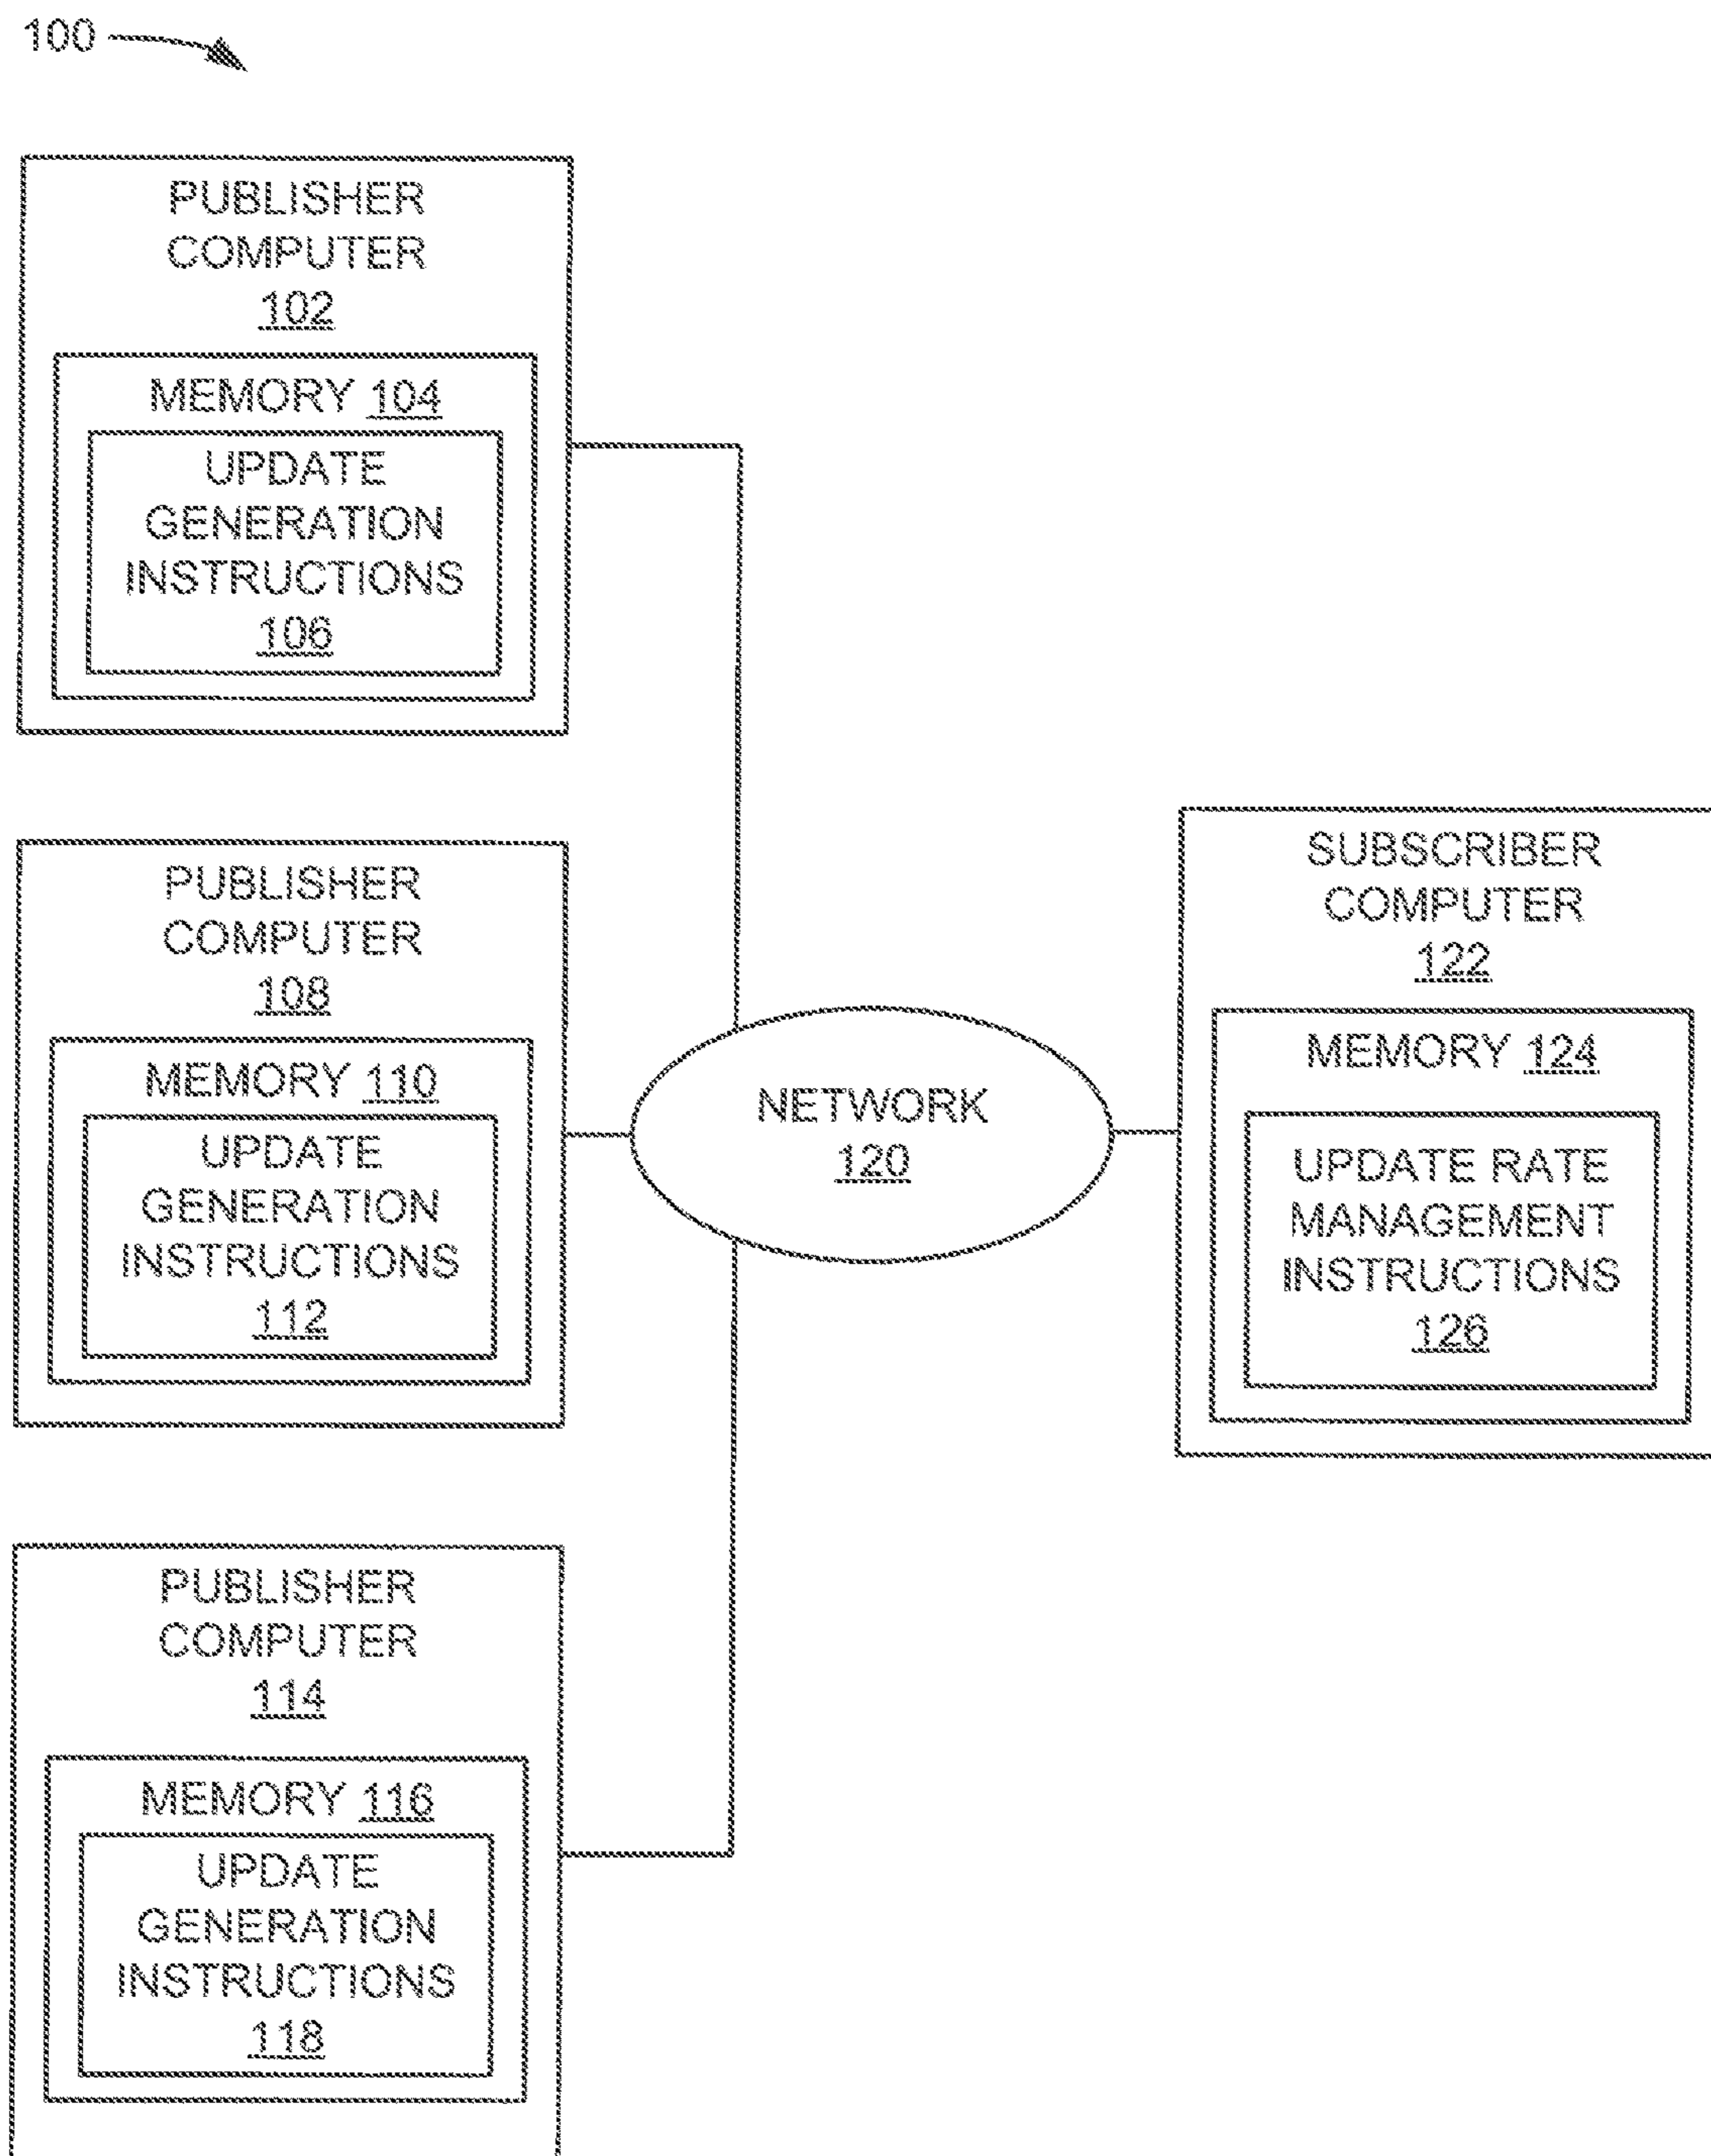 100
PUBLISHER
COMPUTER
102
MEMORY 104
UPDATE
GENERATION
INSTRUCTIONS
106
PUBLISHER
COMPUTER
108
MEMORY 110
UPDATE
GENERATION
INSTRUCTIONS
112
PUBLISHER
COMPUTER
114
MEMORY 116
UPDATE
GENERATION
INSTRUCTIONS
118
NETWORK
120
SUBSCRIBER
COMPUTER
122
MEMORY 124
UPDATE RATE
MANAGEMENT
INSTRUCTIONS
126